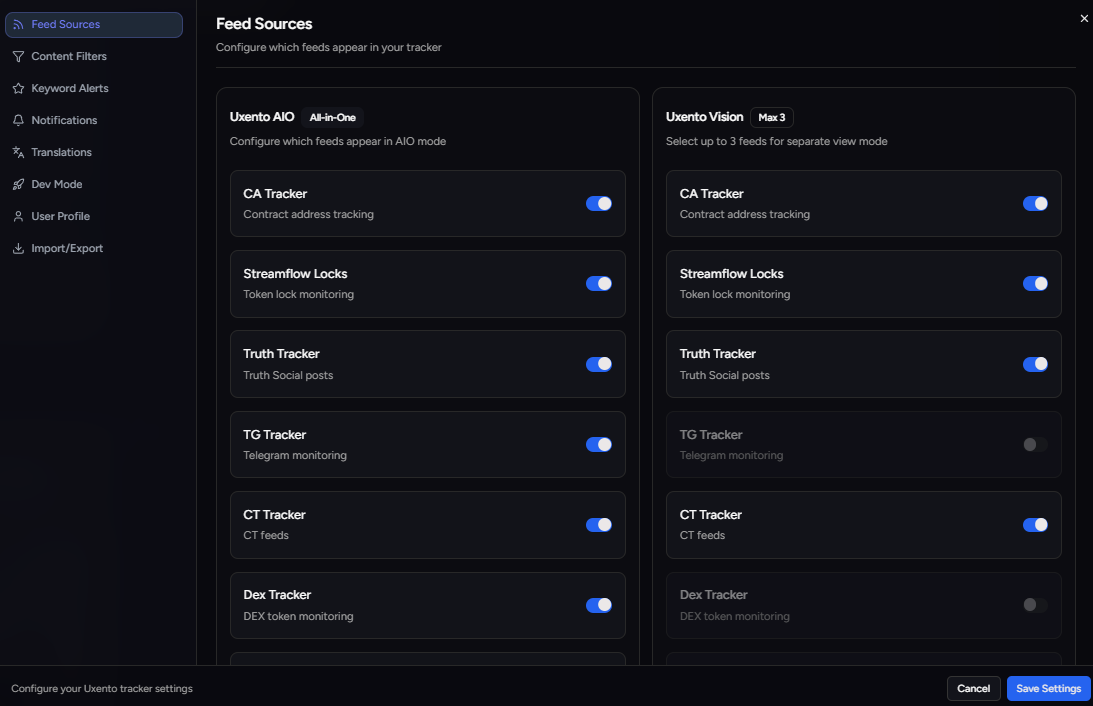 Feed Sources
Content Filters
Keyword Alerts
Notifications
Translations
Dev Mode
User Profile
Import/Export
Feed Sources
Configure which feeds appear in your tracker
Uxento AIO All-in-One
Configure which feeds appear in AIO mode
CA Tracker
Contract address tracking
Streamflow Locks
Token lock monitoring
Truth Tracker
Truth Social posts
TG Tracker
Telegram monitoring
CT Tracker
CT feeds
Dex Tracker
DEX token monitoring
Uxento Vision Max 3
Select up to 3 feeds for separate view mode
CA Tracker
Contract address tracking
Streamflow Locks
Token lock monitoring
Truth Tracker
Truth Social posts
TG Tracker
Telegram monitoring
CT Tracker
CT feeds
Dex Tracker
DEX token monitoring
Configure your Uxento tracker settings
Cancel
Save Settings